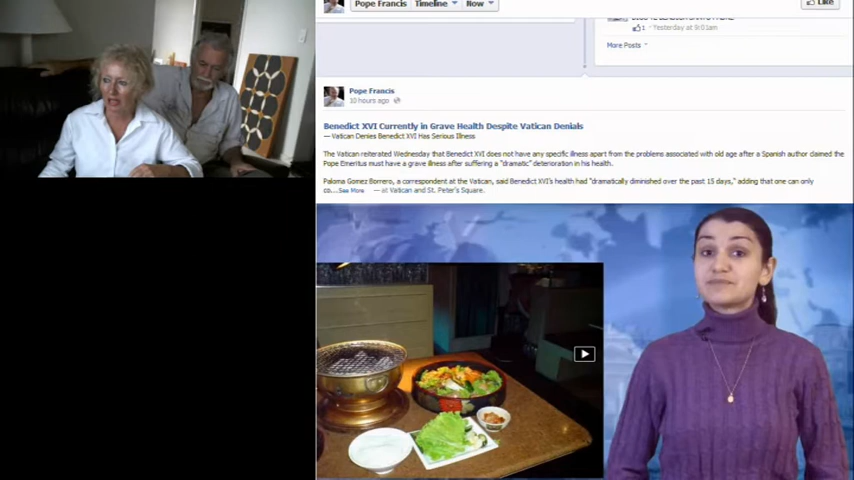 Pope Francis Timeline Now Like
1 · Yesterday at 9:01am
More Posts
Pope Francis
10 hours ago
Benedict XVI Currently in Grave Health Despite Vatican Denials
— Vatican Denies Benedict XVI Has Serious Illness
The Vatican reiterated Wednesday that Benedict XVI does not have any specific illness apart from the problems associated with old age after a Spanish author claimed the
Pope Emeritus must have a grave illness after suffering a "dramatic" deterioration in his health.
Paloma Gomez Borrero, a correspondent at the Vatican, said Benedict XVI's health had "dramatically diminished over the past 15 days," adding that one can only
co...See More — at Vatican and St. Peter's Square.